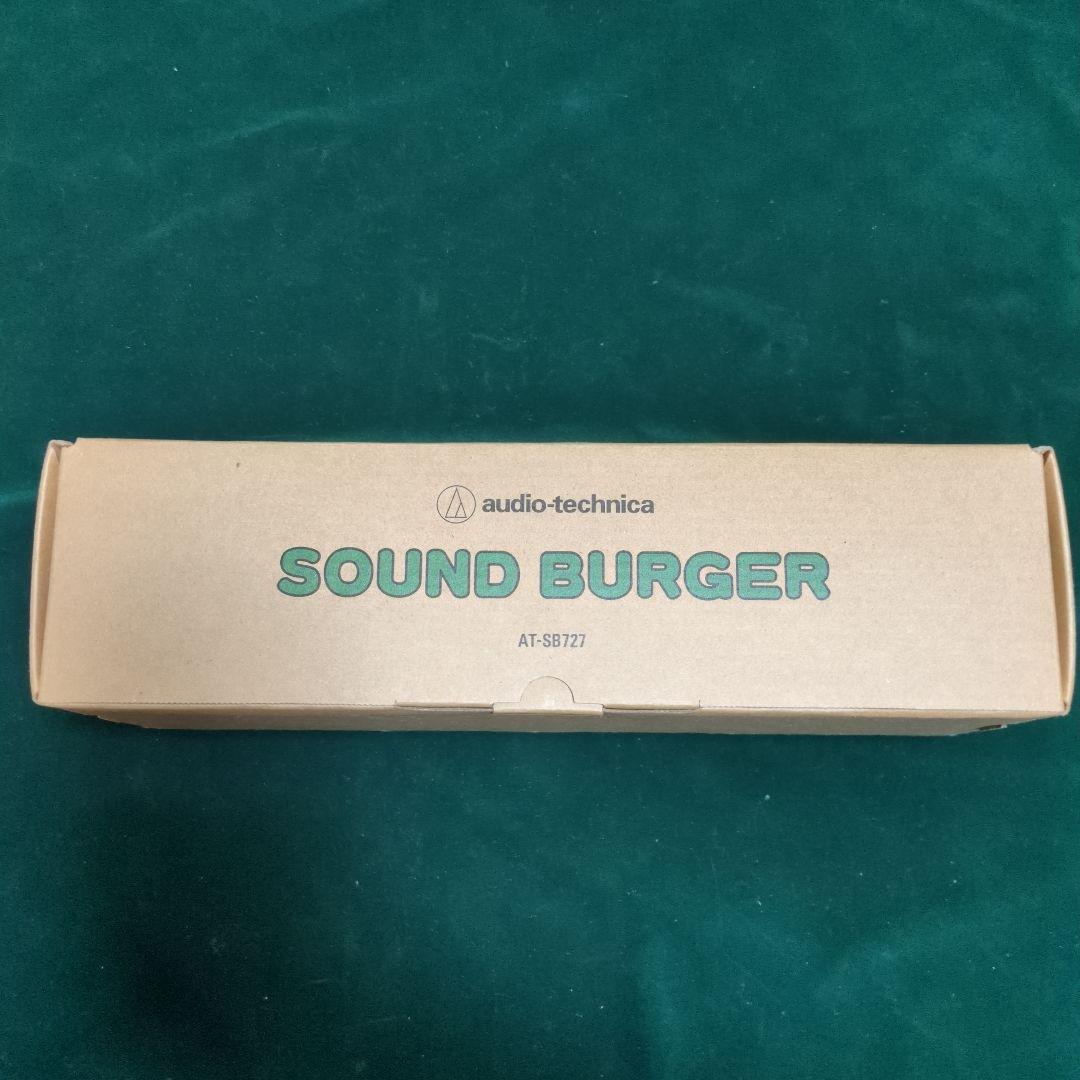 audio-technica
SOUND BURGER
AT-SB727